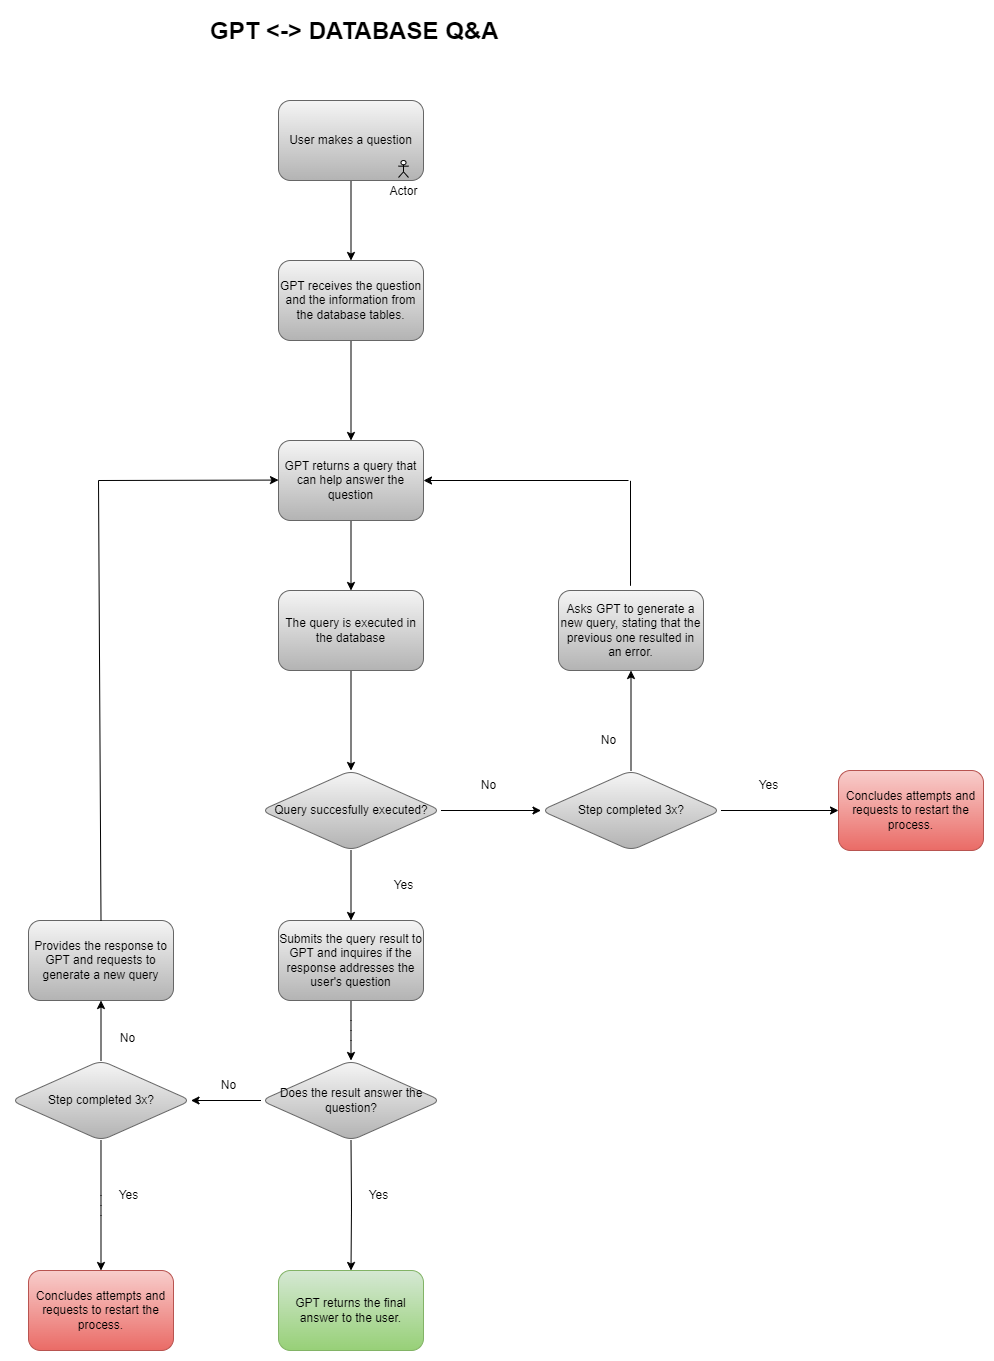 GPT <-> DATABASE Q&A
User makes a question
Actor
GPT receives the question
and the information from
the database tables.
GPT returns a query that
can help answer the
question
The query is executed in
the database
Asks GPT to generate a
new query, stating that the
previous one resulted in
an error.
No
Query succesfully executed?
No
Step completed 3x?
Yes
Concludes attempts and
requests to restart the
process.
Yes
Provides the response to
GPT and requests to
generate a new query
Submits the query result to
GPT and inquires if the
response addresses the
user's question
No
Step completed 3x?
No
Does the result answer the
question?
Yes
Yes
Concludes attempts and
requests to restart the
process.
GPT returns the final
answer to the user.